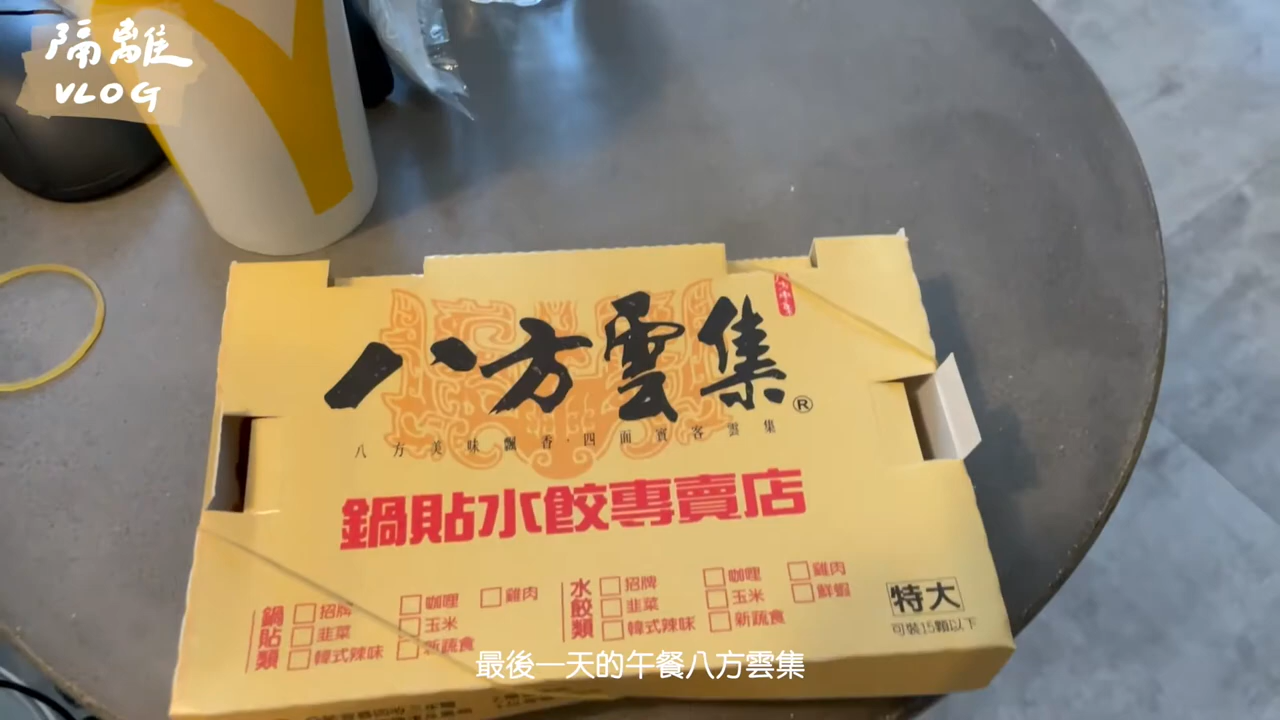 隔離
VLOG
八方雲集®
八方美味飄香·四面賓客雲集
鍋貼水餃專賣店
鍋貼類
招牌
咖哩
雞肉
韭菜
玉米
韓式辣味
新蔬食
水餃類
招牌
咖哩
雞肉
韭菜
玉米
鮮蝦
韓式辣味
新蔬食
特大
可裝15顆以下
最後一天的午餐八方雲集